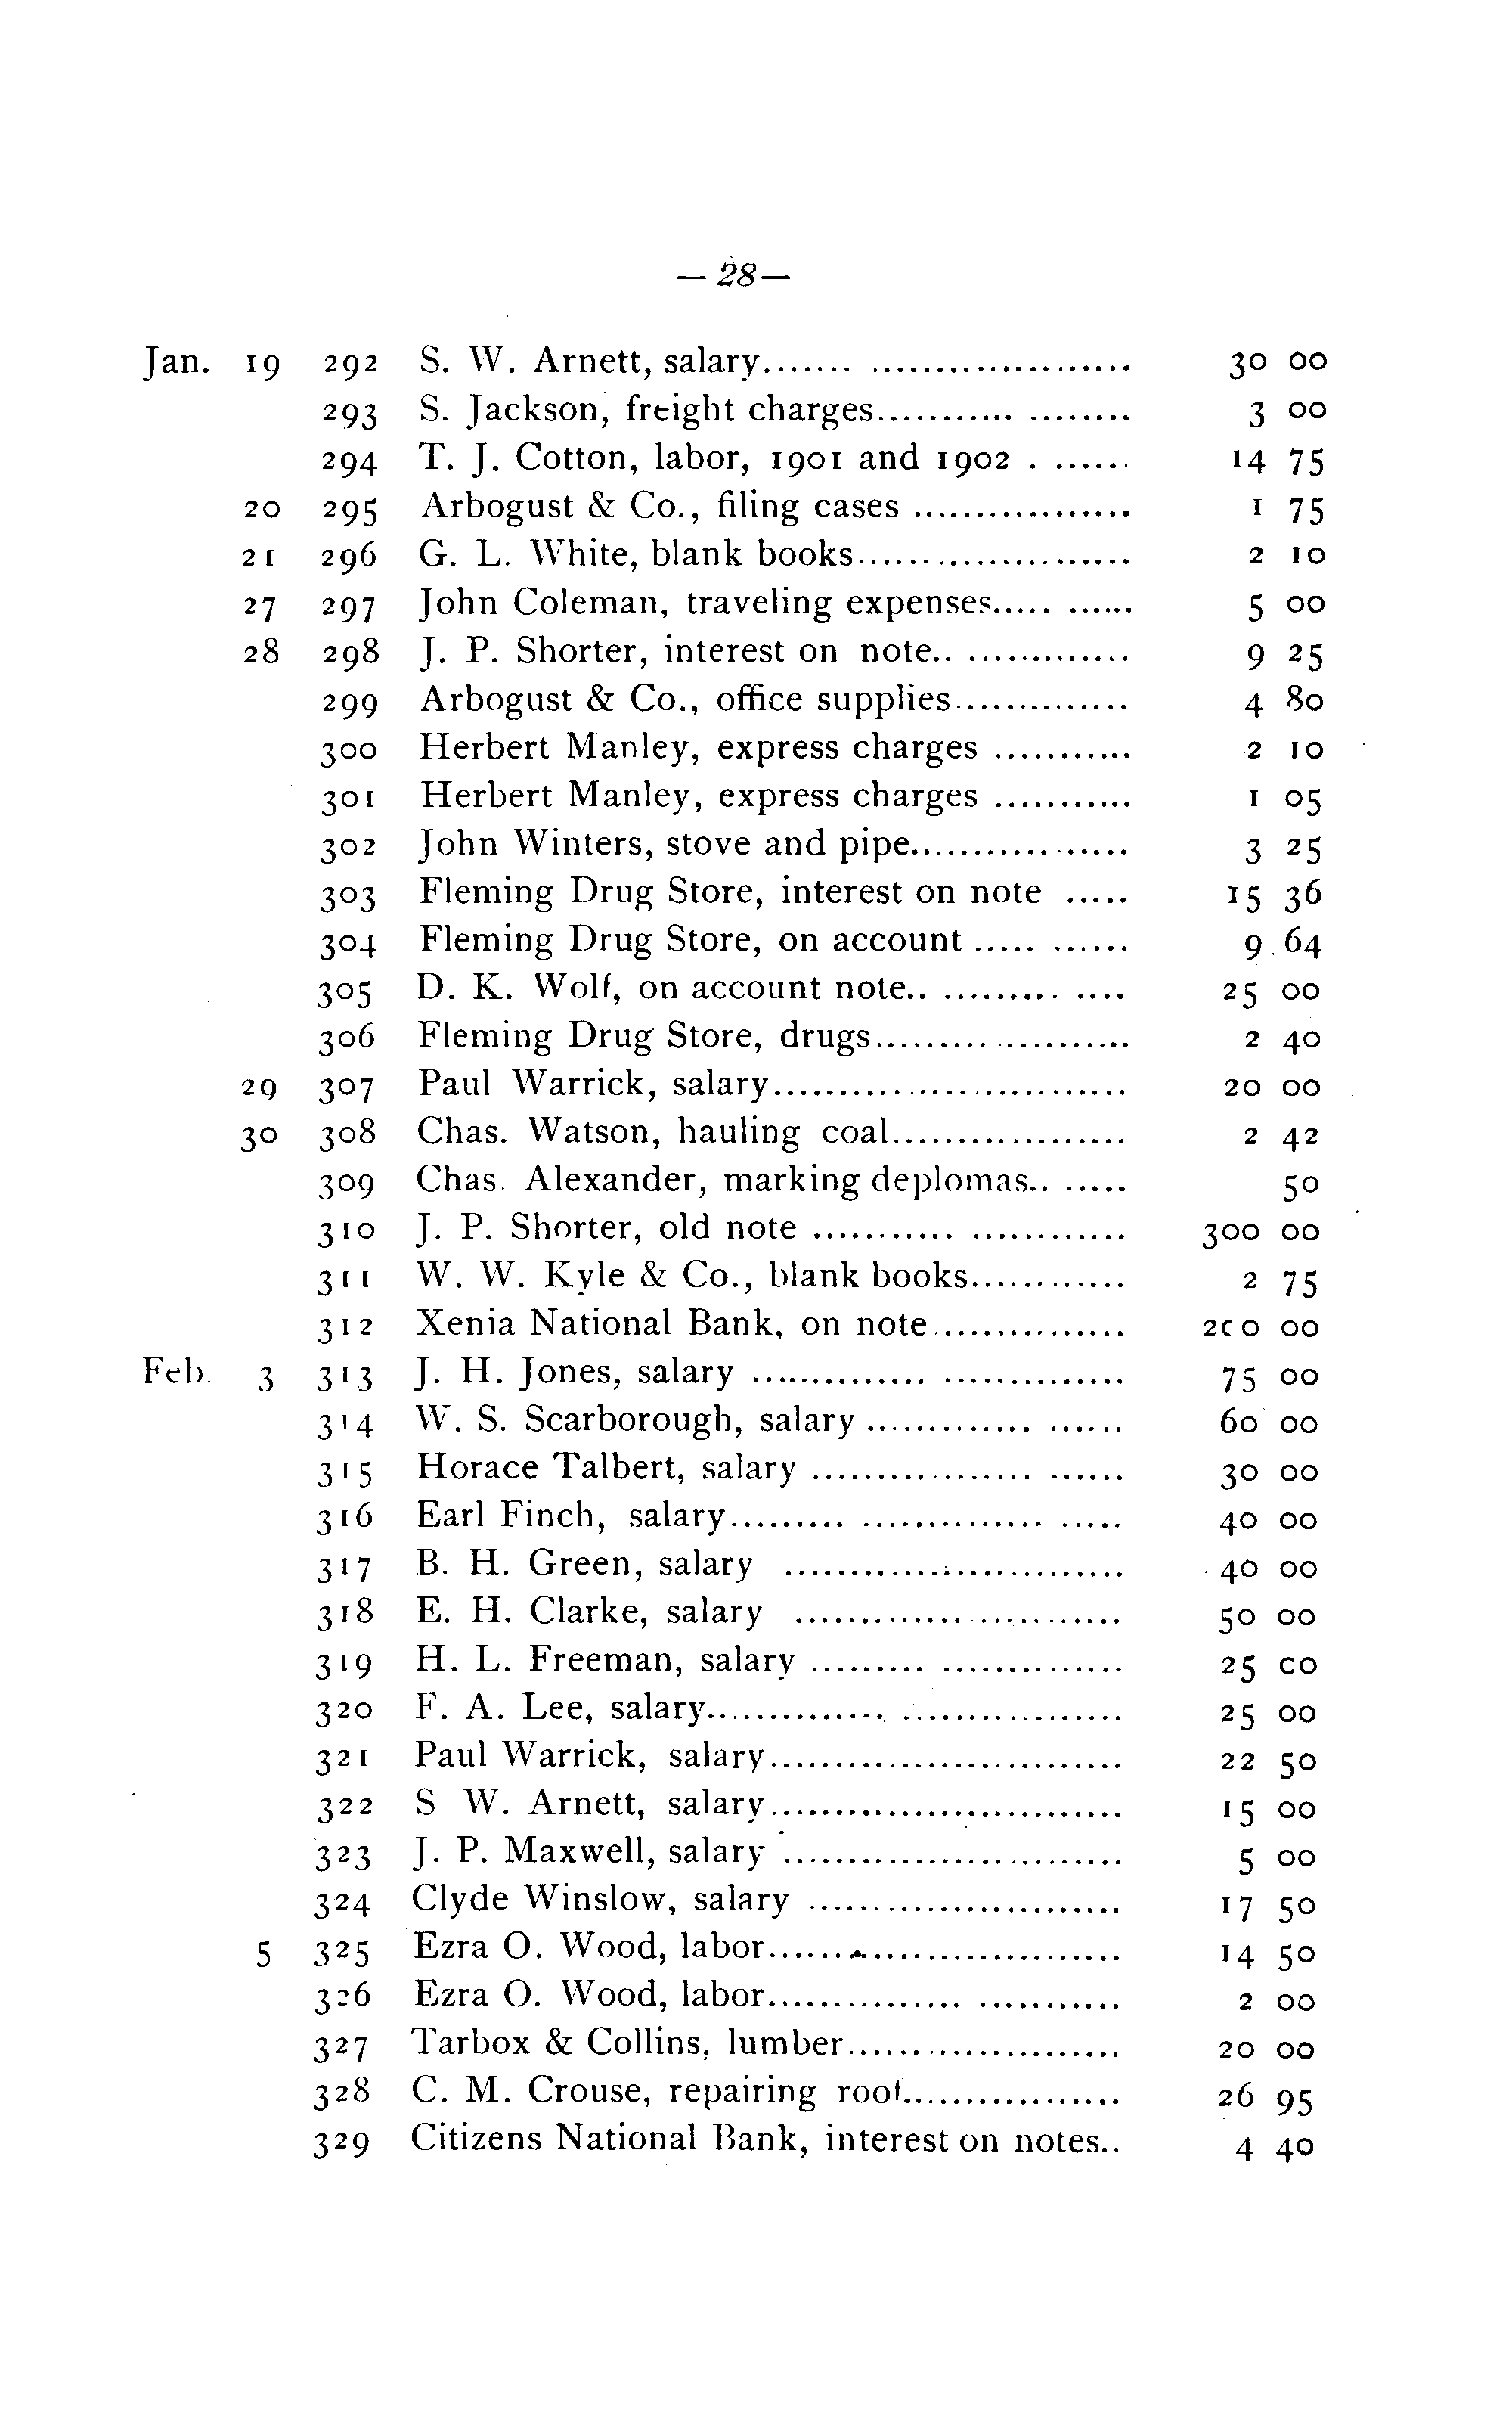 — 28 —
Jan. 19 292 S. W. Arnett, salary.......................... 30 00
293 S. Jackson, freight charges................... 3 00
294 T. J. Cotton, labor, 1901 and 1902 ....... 14 75
20 295 Arbogust & Co., filing cases ................. 1 75
21 296 G. L. White, blank books..................... 2 10
27 297 John Coleman, traveling expenses........... 5 00
28 298 J. P. Shorter, interest on note............... 9 25
299 Arbogust & Co., office supplies.............. 4 80
300 Herbert Manley, express charges ........... 2 10
301 Herbert Manley, express charges ........... 1 05
302 John Winters, stove and pipe................. 3 25
303 Fleming Drug Store, interest on note ..... 15 36
304 Fleming Drug Store, on account ........... 9 64
305 D. K. Wolf, on account note............... 25 00
306 Fleming Drug Store, drugs.................... 2 40
29 307 Paul Warrick, salary........................... 20 00
30 308 Chas. Watson, hauling coal.................. 2 42
309 Chas. Alexander, marking deplomas........ 50
310 J. P. Shorter, old note ....................... 300 00
311 W. W. Kyle & Co., blank books............ 2 75
312 Xenia National Bank, on note............... 200 00
Feb. 3 313 J. H. Jones, salary ............................ 75 00
314 W. S. Scarborough, salary ................... 60 00
315 Horace Talbert, salary ....................... 30 00
316 Earl Finch, salary............................. 40 00
317 B. H. Green, salary .......................... 40 00
318 E. H. Clarke, salary ......................... 50 00
319 H. L. Freeman, salary ....................... 25 00
320 F. A. Lee, salary............................... 25 00
321 Paul Warrick, salary........................... 22 50
322 S W. Arnett, salary........................... 15 00
323 J. P. Maxwell, salary .......................... 5 00
324 Clyde Winslow, salary ........................ 17 50
5 325 Ezra O. Wood, labor........................... 14 50
326 Ezra O. Wood, labor.......................... 2 00
327 Tarbox & Collins, lumber..................... 20 00
328 C. M. Crouse, repairing roof................. 26 95
329 Citizens National Bank, interest on notes.. 4 40